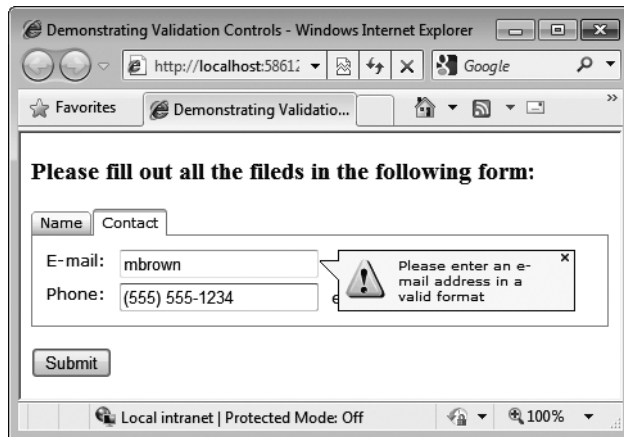 Demonstrating Validation Controls - Windows Internet Explorer
http://localhost:58612
Google
Favorites
Demonstrating Validatio...
»
Please fill out all the fileds in the following form:
Name
Contact
E-mail:
mbrown
Please enter an e-
mail address in a
valid format
Phone:
(555) 555-1234
e
Submit
Local intranet | Protected Mode: Off
100%